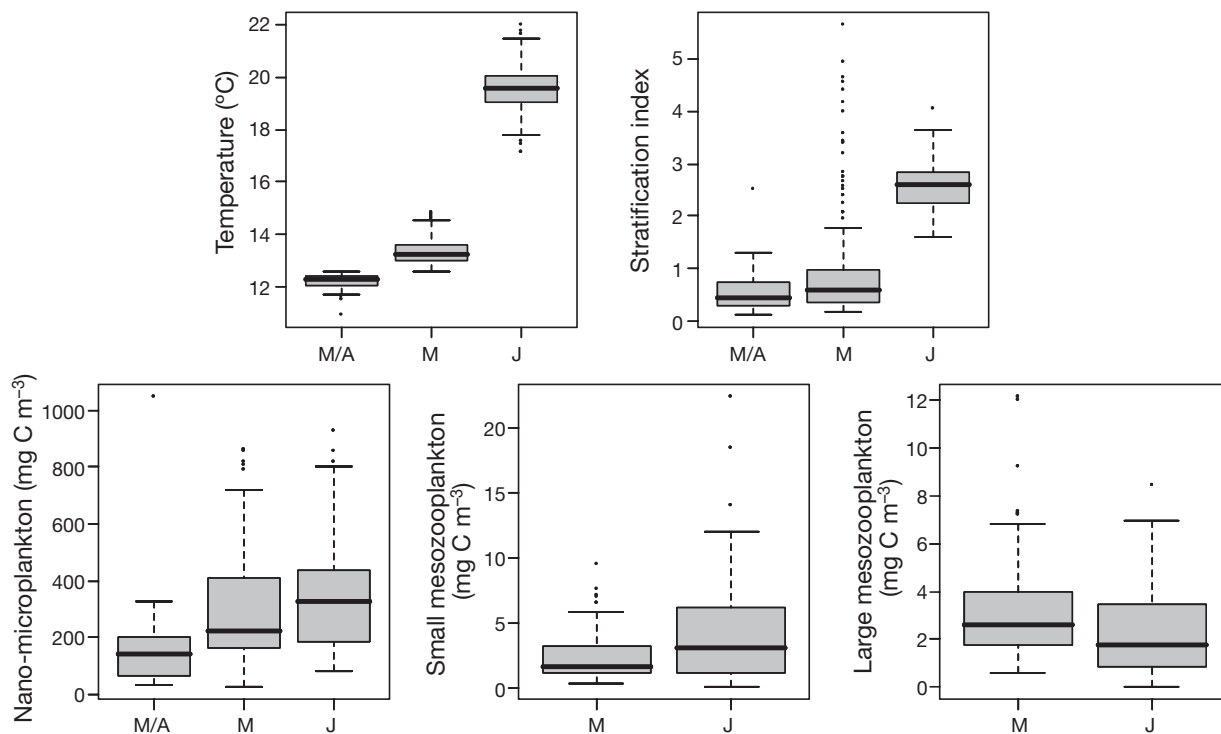 Temperature (ºC)
22
20
18
16
14
12
M/A
M
J
Stratification index
5
4
3
2
1
0
M/A
M
J
Nano-microplankton (mg C m⁻³)
1000
800
600
400
200
0
M/A
M
J
Small mesozooplankton
(mg C m⁻³)
20
15
10
5
0
M
J
Large mesozooplankton
(mg C m⁻³)
12
10
8
6
4
2
0
M
J